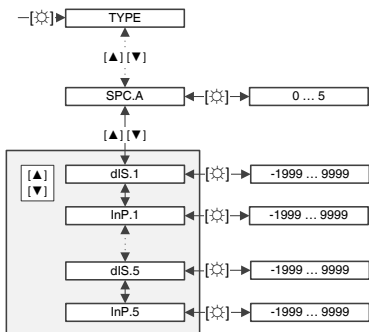 [☼] TYPE
[▲] [▼]
SPC.A [☼] 0 ... 5
[▲] [▼]
[▲] dIS.1 [☼] -1999 ... 9999
[▼]
InP.1 [☼] -1999 ... 9999
dIS.5 [☼] -1999 ... 9999
InP.5 [☼] -1999 ... 9999